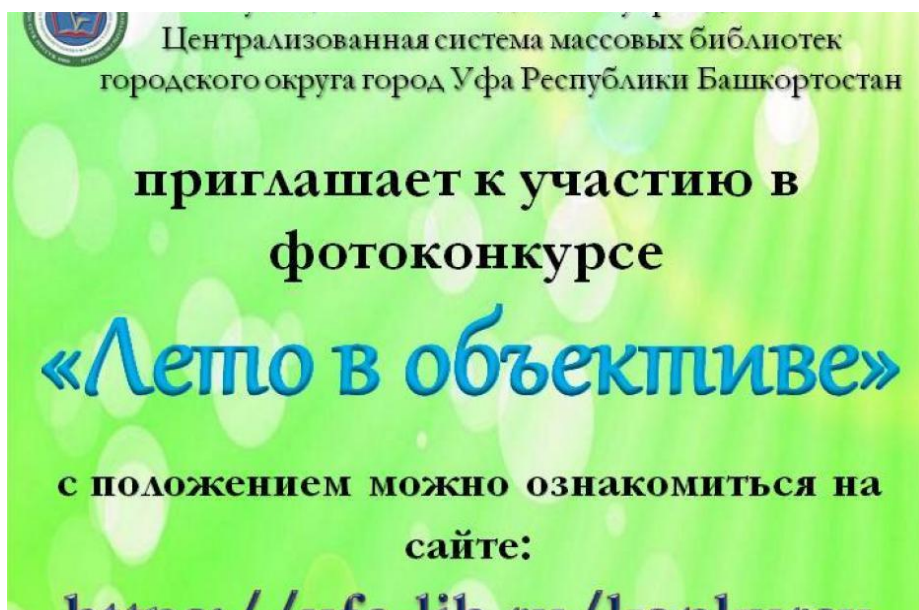 Централизованная система массовых библиотек
городского округа город Уфа Республики Башкортостан
приглашает к участию в
фотоконкурсе
«Лето в объективе»
с положением можно ознакомиться на
сайте: